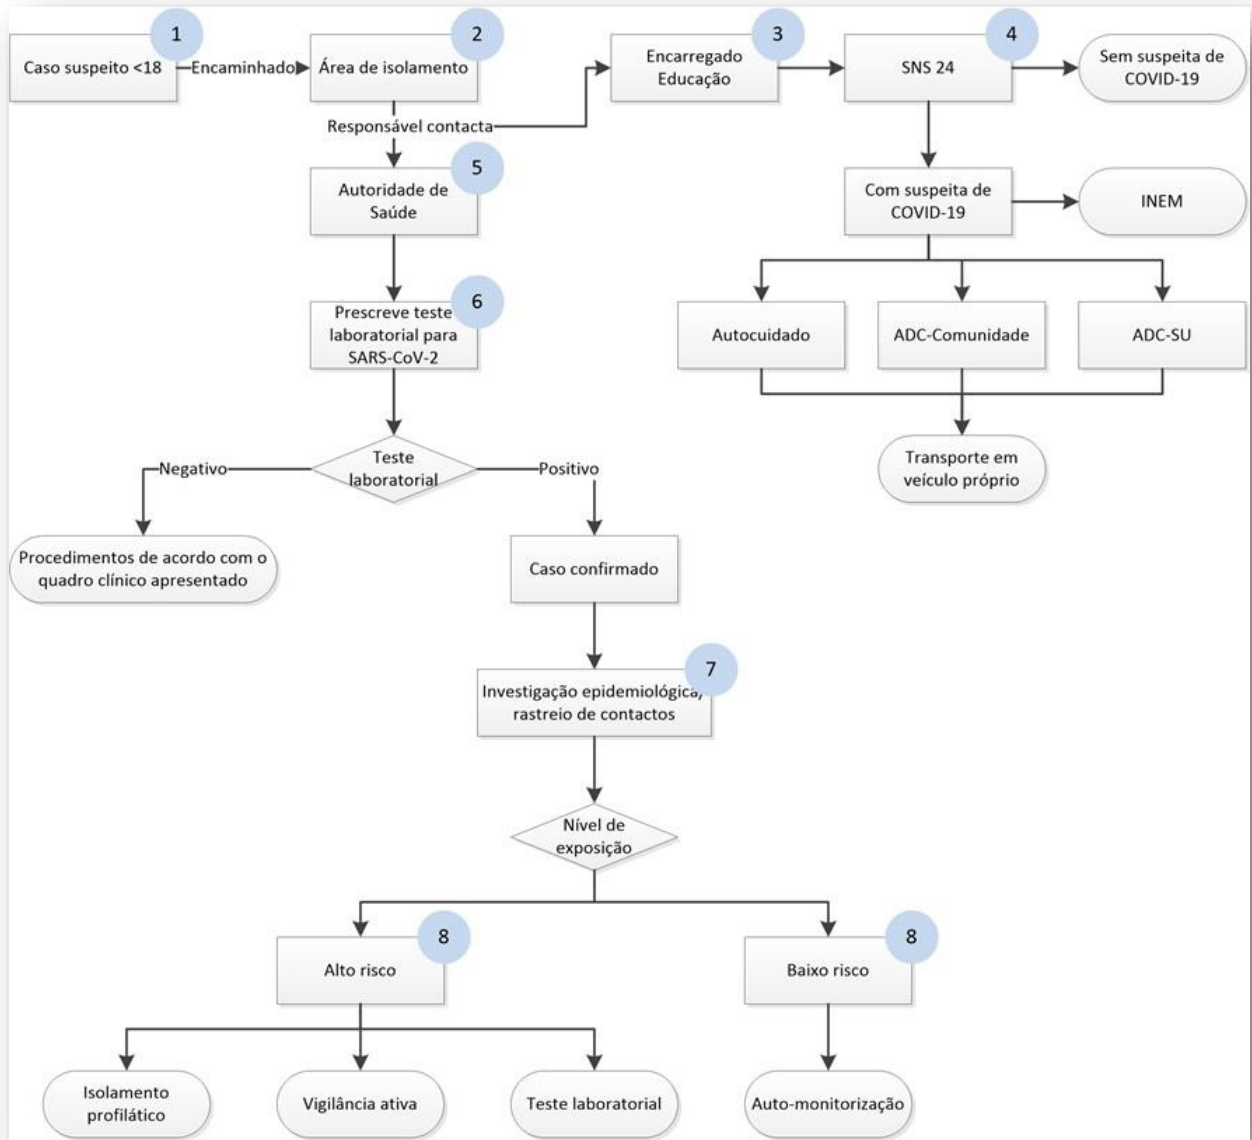 1
Caso suspeito <18
Encaminhado
2
Área de isolamento
3
Encarregado
Educação
4
SNS 24
Sem suspeita de
COVID-19
Responsável contacta
5
Autoridade de
Saúde
Com suspeita de
COVID-19
INEM
6
Prescreve teste
laboratorial para
SARS-CoV-2
Autocuidado
ADC-Comunidade
ADC-SU
Negativo
Teste
laboratorial
Positivo
Transporte em
veículo próprio
Procedimentos de acordo com o
quadro clínico apresentado
Caso confirmado
7
Investigação epidemiológica/
rastreio de contactos
Nível de
exposição
8
Alto risco
8
Baixo risco
Isolamento
profilático
Vigilância ativa
Teste laboratorial
Auto-monitorização